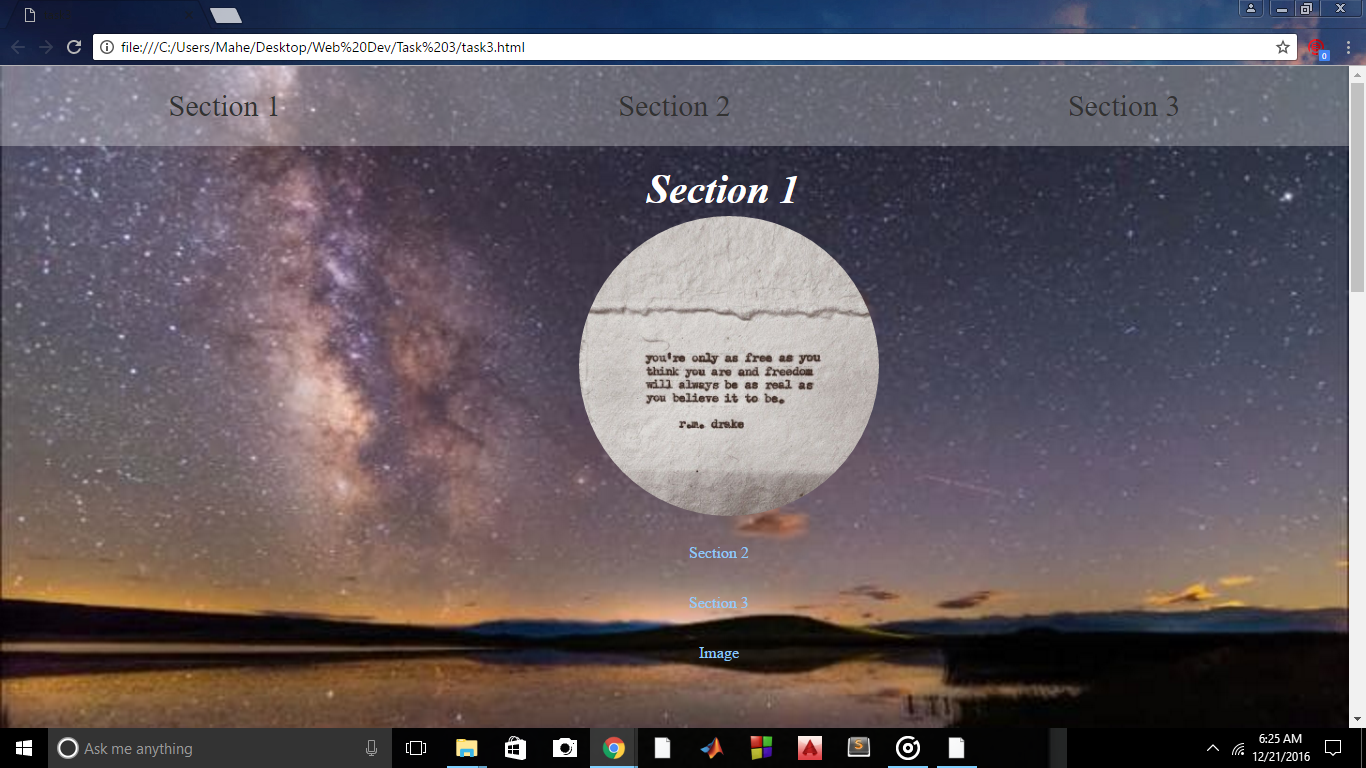 file:///C:/Users/Mahe/Desktop/Web%20Dev/Task%203/task3.html
0
Section 1 Section 2 Section 3
Section 1
you're only as free as you
think you are and freedom
will always be as real as
you believe it to be.
r.m. drake
Section 2
Section 3
Image
Ask me anything
S
6:25 AM
12/21/2016